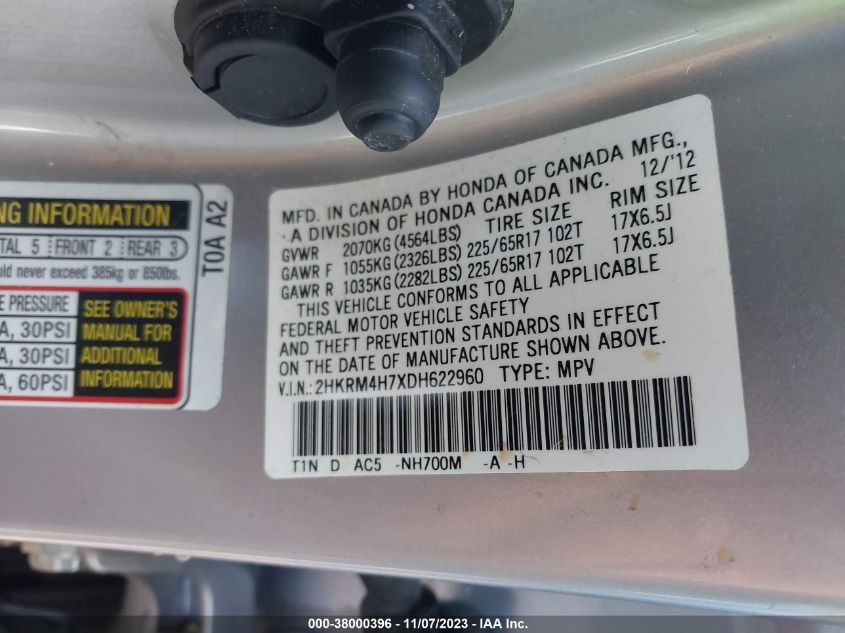 NG INFORMATION
TAL 5 FRONT 2 REAR 3
uld never exceed 385kg or 850lbs.
E PRESSURE
A, 30PSI
A, 30PSI
A, 60PSI
SEE OWNER'S
MANUAL FOR
ADDITIONAL
INFORMATION
T0A A2
MFD. IN CANADA BY HONDA OF CANADA MFG.,
A DIVISION OF HONDA CANADA INC. 12/'12
TIRE SIZE RIM SIZE
GVWR 2070KG(4564LBS)
GAWR F 1055KG(2326LBS) 225/65R17 102T 17X6.5J
GAWR R 1035KG(2282LBS) 225/65R17 102T 17X6.5J
THIS VEHICLE CONFORMS TO ALL APPLICABLE
FEDERAL MOTOR VEHICLE SAFETY
AND THEFT PREVENTION STANDARDS IN EFFECT
ON THE DATE OF MANUFACTURE SHOWN ABOVE.
V.I.N.: 2HKRM4H7XDH622960 TYPE: MPV
T1N D AC5 -NH700M -A -H
000-38000396 - 11/07/2023 - IAA Inc.